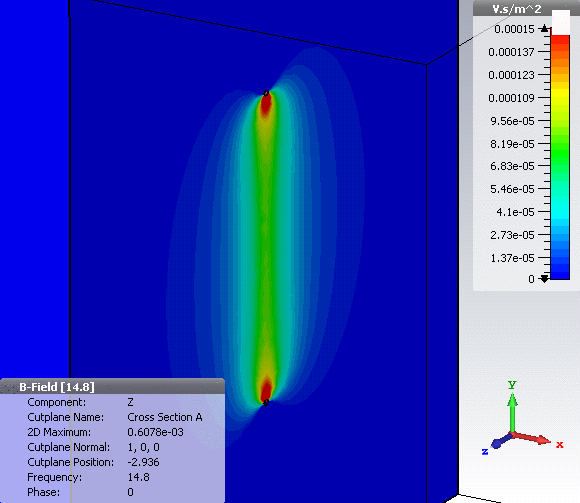 V.s/m^2
0.00015
0.000137
0.000123
0.000109
9.56e-05
8.19e-05
6.83e-05
5.46e-05
4.1e-05
2.73e-05
1.37e-05
0
B-Field [14.8]
Component: Z
Cutplane Name: Cross Section A
2D Maximum: 0.6078e-03
Cutplane Normal: 1, 0, 0
Cutplane Position: -2.936
Frequency: 14.8
Phase: 0
y
z
x